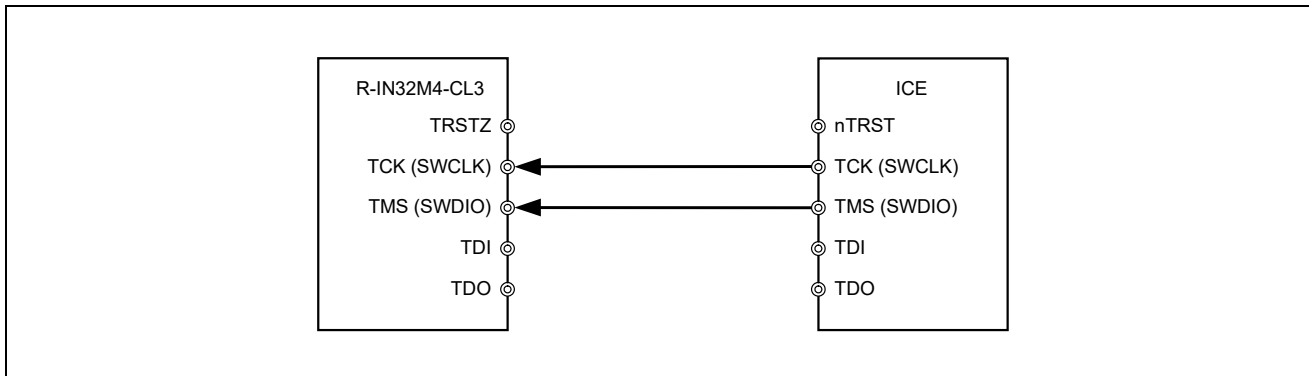 R-IN32M4-CL3
TRSTZ
TCK (SWCLK)
TMS (SWDIO)
TDI
TDO
ICE
nTRST
TCK (SWCLK)
TMS (SWDIO)
TDI
TDO